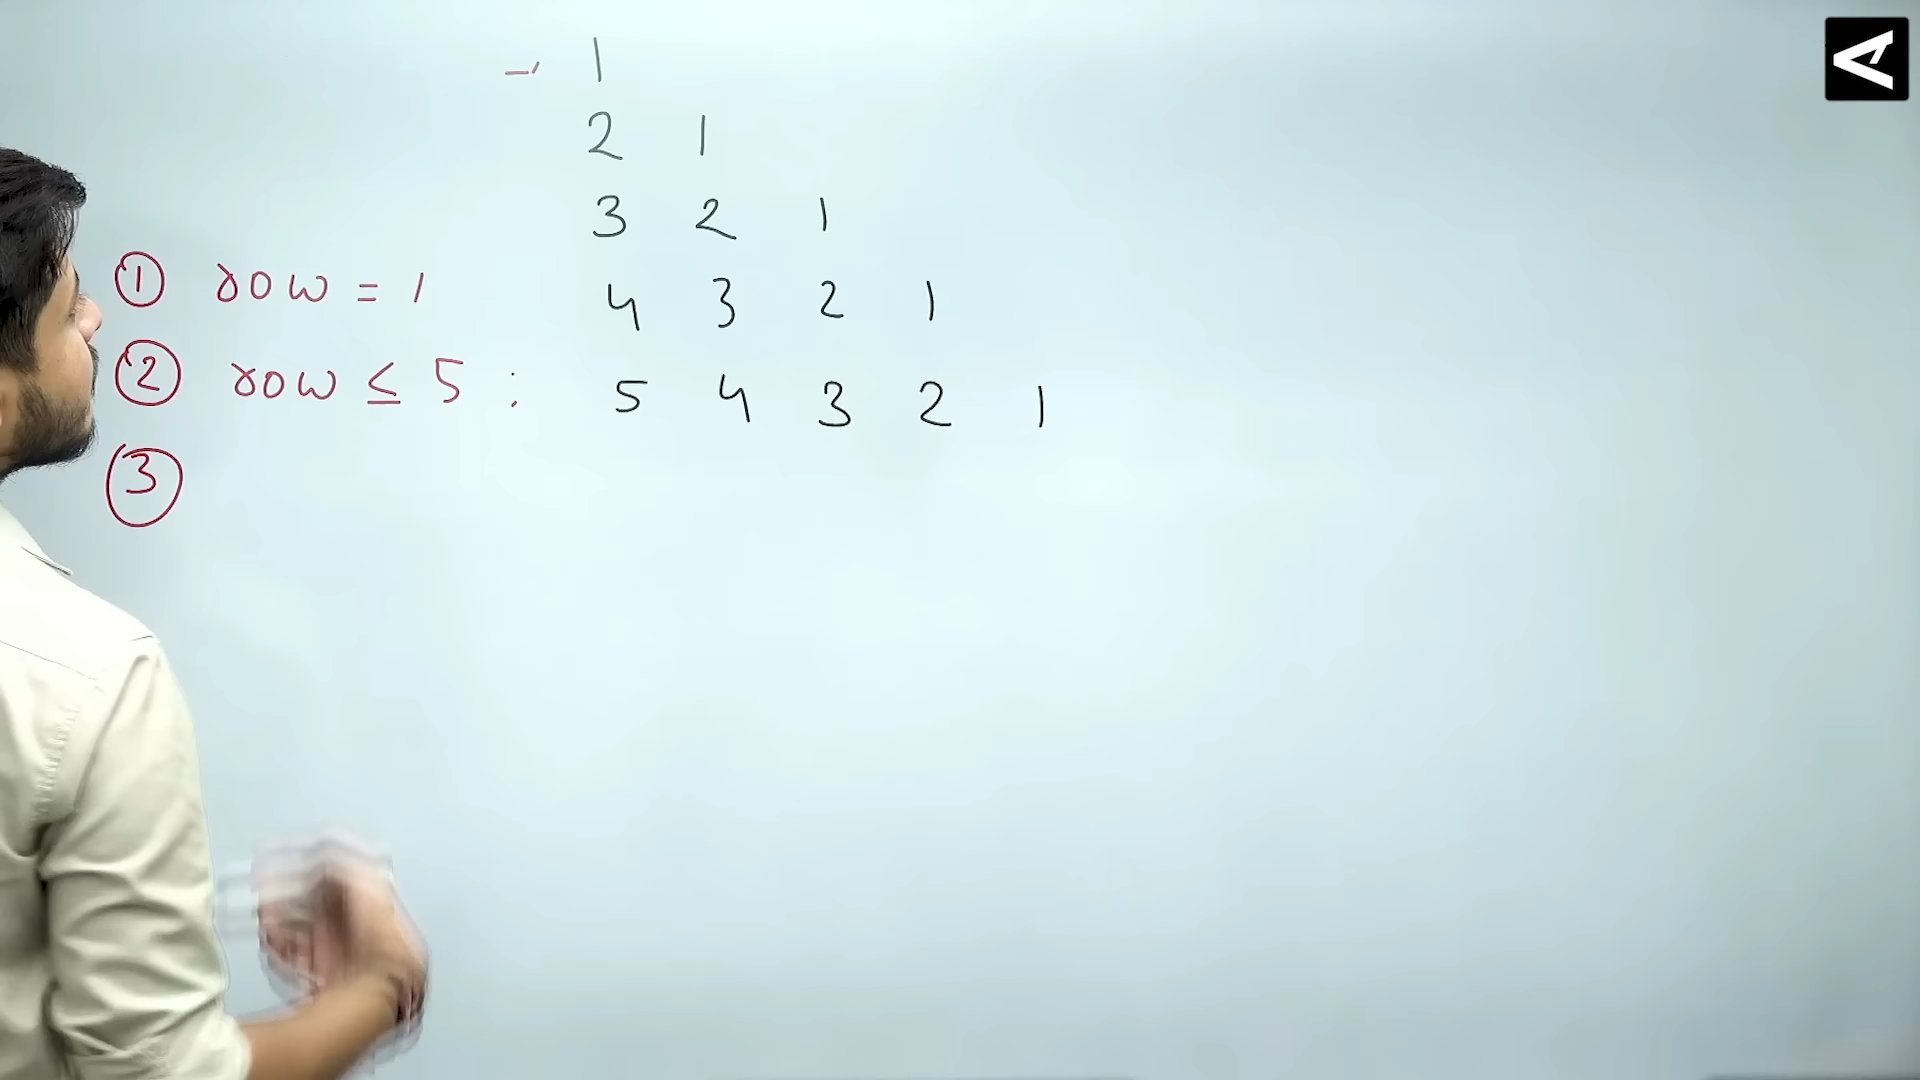 1
2 1
3 2 1
① row = 1
4 3 2 1
② row ≤ 5 :
5 4 3 2 1
③